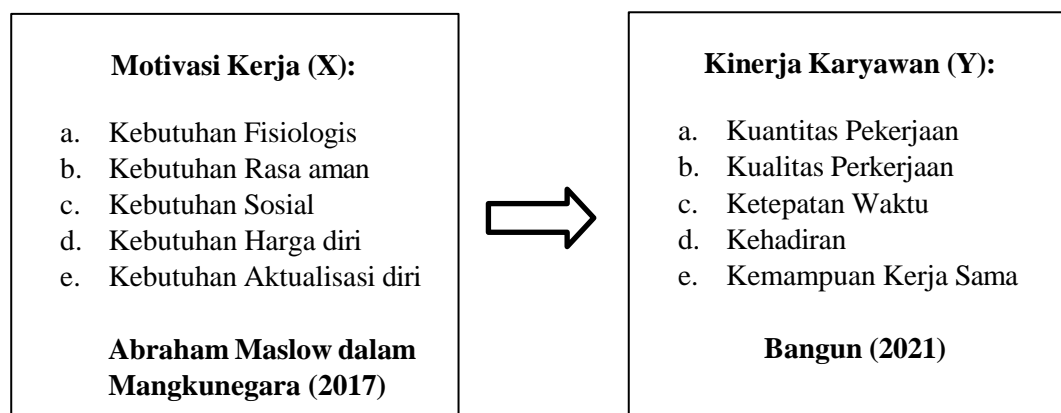 Motivasi Kerja (X):
a. Kebutuhan Fisiologis
b. Kebutuhan Rasa aman
c. Kebutuhan Sosial
d. Kebutuhan Harga diri
e. Kebutuhan Aktualisasi diri
Abraham Maslow dalam
Mangkunegara (2017)
Kinerja Karyawan (Y):
a. Kuantitas Pekerjaan
b. Kualitas Perkerjaan
c. Ketepatan Waktu
d. Kehadiran
e. Kemampuan Kerja Sama
Bangun (2021)